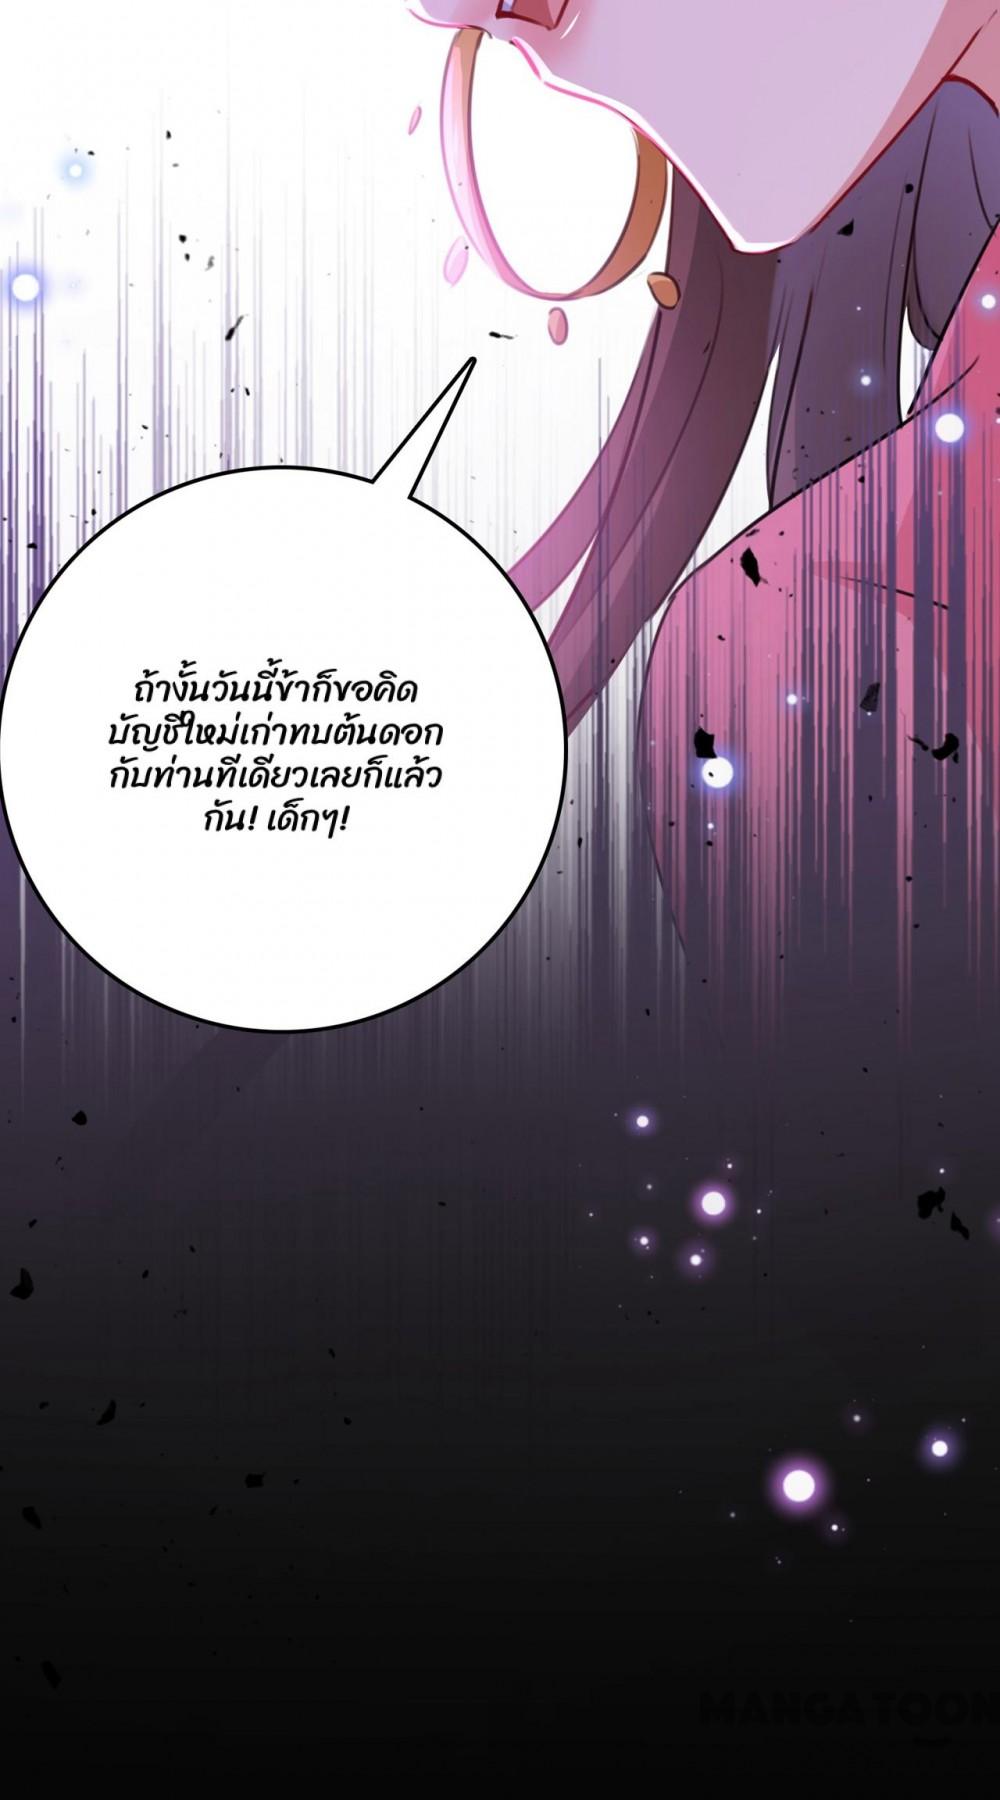 ถ้างั้นวันนี้ข้าก็ขอคิด
บัญชีใหม่เก่าทบต้นดอก
กับท่านทีเดียวเลยก็แล้ว
กัน! เด็กๆ!
MANGATOON